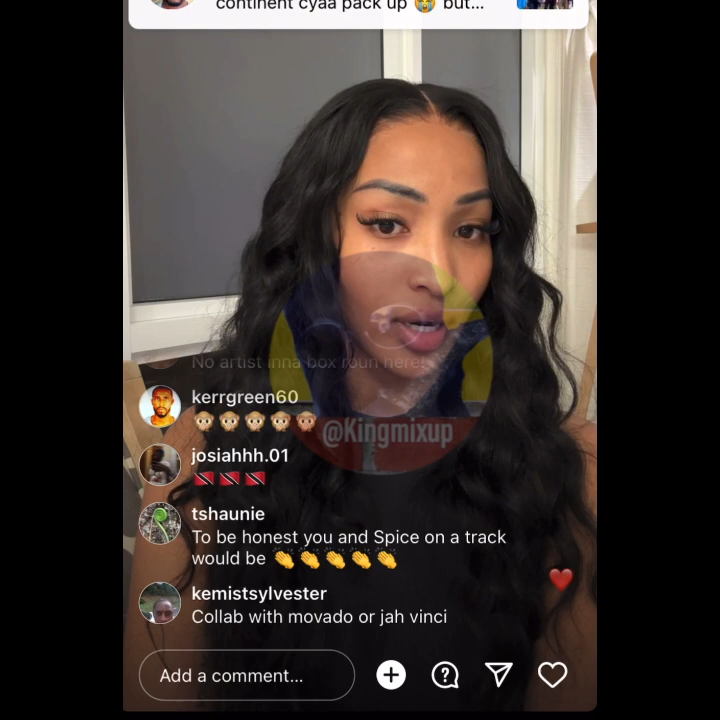 continent cyaa pack up 😭 but...
No artist inna box roun here!
kerrgreen60
🐵🐵🐵🐵🐵
@Kingmixup
josiahhh.01
🇹🇹🇹🇹🇹🇹
tshaunie
To be honest you and Spice on a track
would be 👏👏👏👏👏
kemistsylvester
Collab with movado or jah vinci
Add a comment...